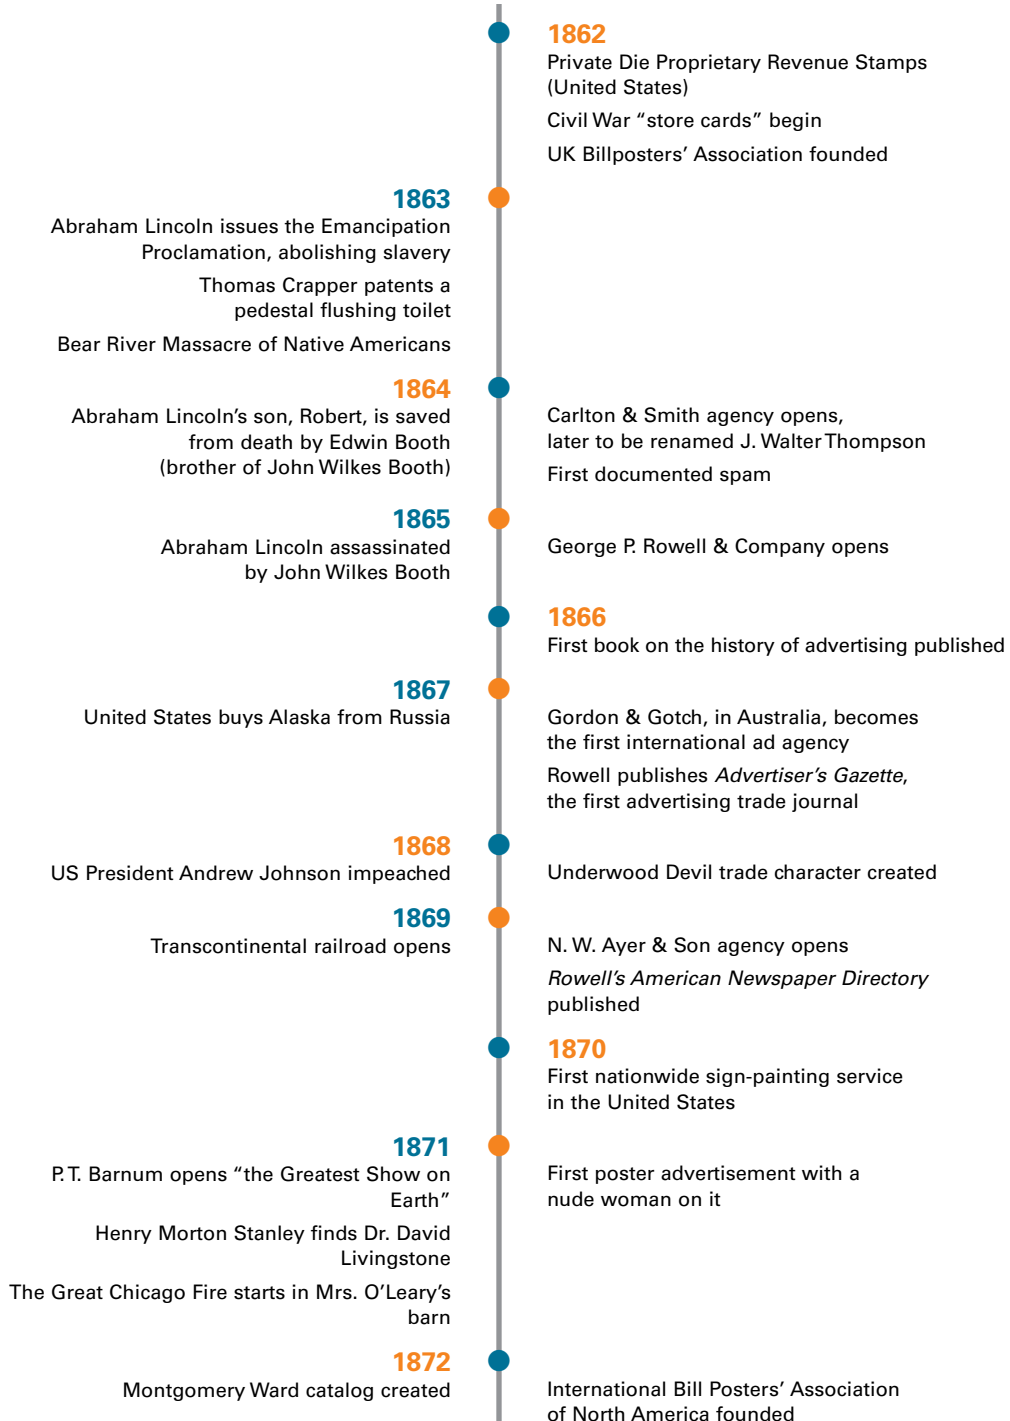 1862
Private Die Proprietary Revenue Stamps
(United States)
Civil War “store cards” begin
UK Billposters’ Association founded
1863
Abraham Lincoln issues the Emancipation
Proclamation, abolishing slavery
Thomas Crapper patents a
pedestal flushing toilet
Bear River Massacre of Native Americans
1864
Abraham Lincoln’s son, Robert, is saved
from death by Edwin Booth
(brother of John Wilkes Booth)
Carlton & Smith agency opens,
later to be renamed J. Walter Thompson
First documented spam
1865
Abraham Lincoln assassinated
by John Wilkes Booth
George P. Rowell & Company opens
1866
First book on the history of advertising published
1867
United States buys Alaska from Russia
Gordon & Gotch, in Australia, becomes
the first international ad agency
Rowell publishes Advertiser’s Gazette,
the first advertising trade journal
1868
US President Andrew Johnson impeached
Underwood Devil trade character created
1869
Transcontinental railroad opens
N. W. Ayer & Son agency opens
Rowell’s American Newspaper Directory
published
1870
First nationwide sign-painting service
in the United States
1871
P. T. Barnum opens “the Greatest Show on
Earth”
Henry Morton Stanley finds Dr. David
Livingstone
The Great Chicago Fire starts in Mrs. O’Leary’s
barn
First poster advertisement with a
nude woman on it
1872
Montgomery Ward catalog created
International Bill Posters’ Association
of North America founded